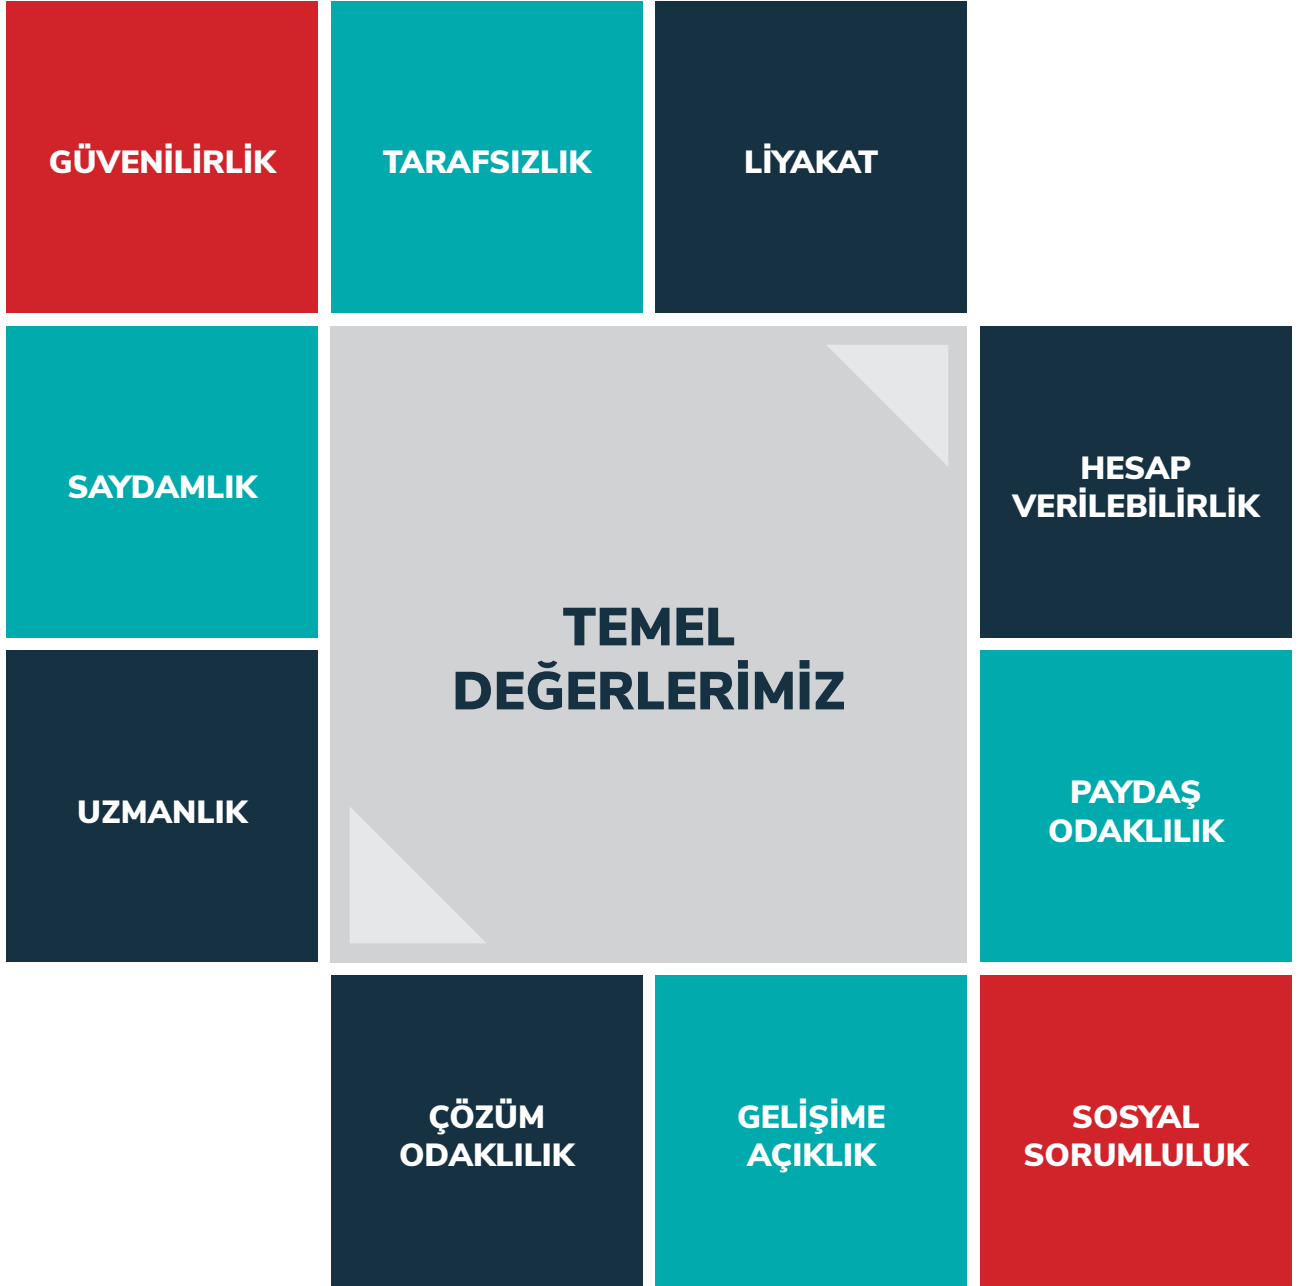 GÜVENİLİRLİK
TARAFSIZLIK
LİYAKAT
SAYDAMLIK
HESAP
VERİLEBİLİRLİK
TEMEL
DEĞERLERİMİZ
UZMANLIK
PAYDAŞ
ODAKLILIK
ÇÖZÜM
ODAKLILIK
GELİŞİME
AÇIKLIK
SOSYAL
SORUMLULUK